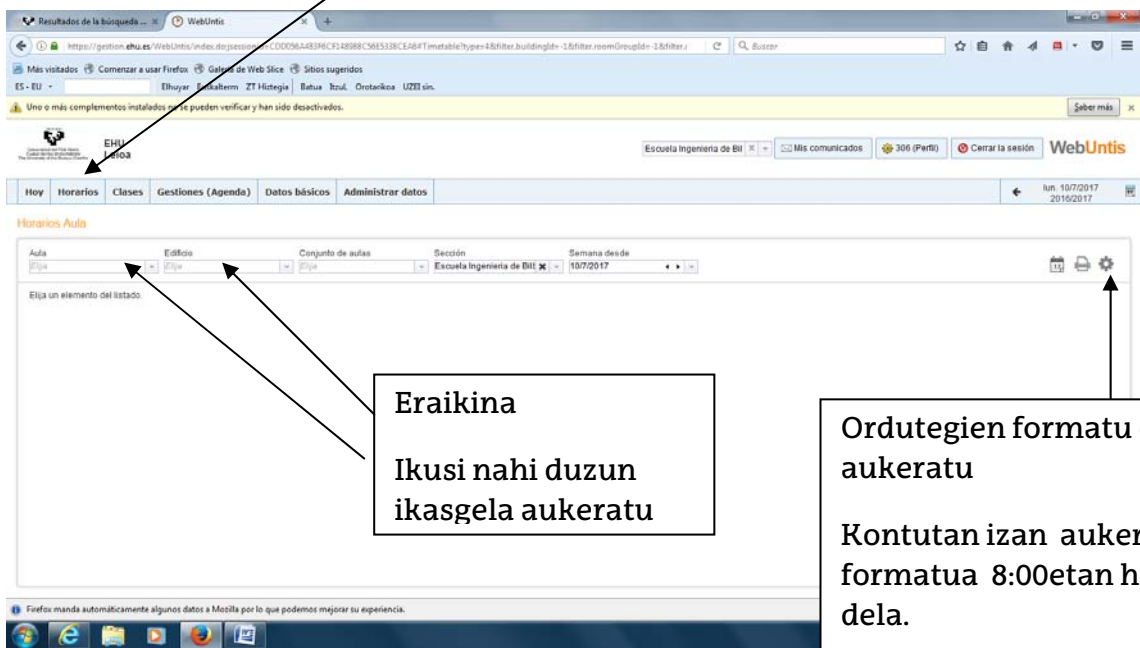 Resultados de la búsqueda ...
WebUntis
https://gestion.ehu.es/WebUntis/index.do;jsessionid=
Buscar
Más visitados Comenzar a usar Firefox Galería de Web Slice Sitios sugeridos
ES - EU Elhuyar Euskalterm ZT Hiztegia Batua Itzul. Orotarikoa UZEI sin.
Uno o más complementos instalados no se pueden verificar y han sido desactivados.
Saber más
EHU
Leioa
Escuela Ingenieria de Bil
Mis comunicados
306 (Perfil)
Cerrar la sesión
WebUntis
Hoy Horarios Clases Gestiones (Agenda) Datos básicos Administrar datos
lun. 10/7/2017
2016/2017
Horarios Aula
Aula Edificio Conjunto de aulas Sección Semana desde
Elija Elija Elija Escuela Ingenieria de Bilt 10/7/2017
Elija un elemento del listado.
Eraikina
Ikusi nahi duzun
ikasgela aukeratu
Ordutegien formatu
aukeratu
Kontutan izan auker
formatua 8:00etan h
dela.
Firefox manda automáticamente algunos datos a Mozilla por lo que podemos mejorar su experiencia.